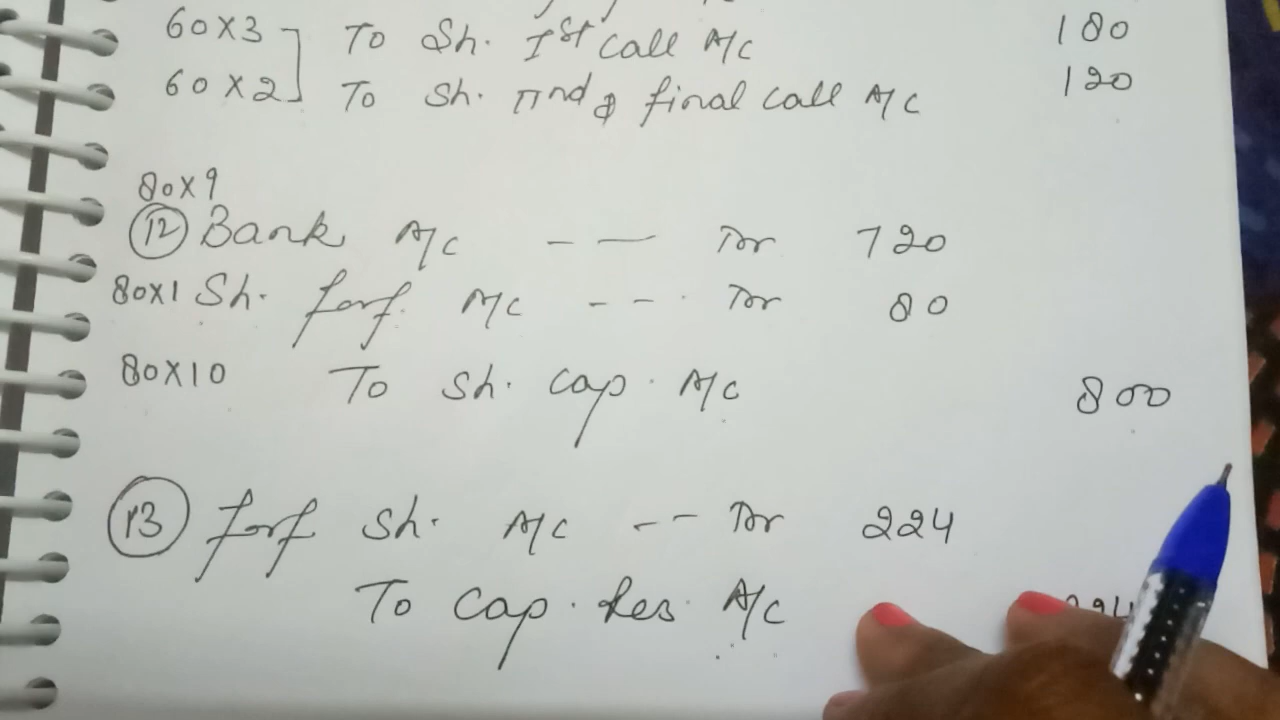 60X3 To Sh. Ist call A/C 180
60X2 To Sh. IInd & final call A/C 120
80X9
(12) Bank A/C -- Dr 720
80X1 Sh. forf. A/C --- Dr 80
80X10 To Sh. cap. A/C 800
(13) forf Sh. A/C -- Dr 224
To Cap. Res. A/C